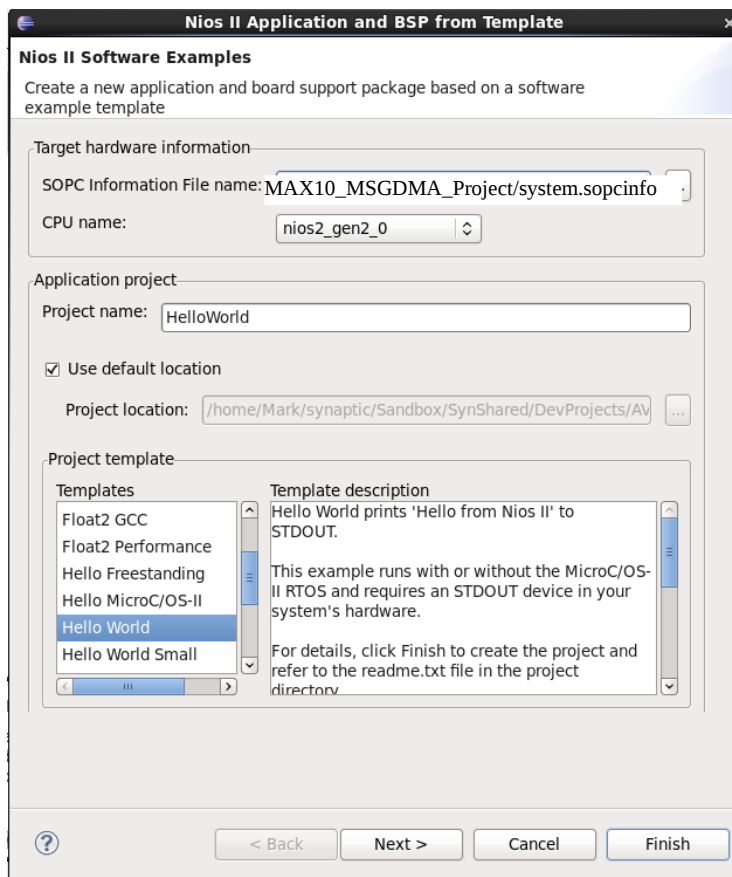 Nios II Application and BSP from Template
Nios II Software Examples
Create a new application and board support package based on a software
example template
Target hardware information
SOPC Information File name: MAX10_MSGDMA_Project/system.sopcinfo
CPU name: nios2_gen2_0
Application project
Project name: HelloWorld
Use default location
Project location: /home/Mark/synaptic/Sandbox/SynShared/DevProjects/AV ...
Project template
Templates
Float2 GCC
Float2 Performance
Hello Freestanding
Hello MicroC/OS-II
Hello World
Hello World Small
Template description
Hello World prints 'Hello from Nios II' to
STDOUT.
This example runs with or without the MicroC/OS-
II RTOS and requires an STDOUT device in your
system's hardware.
For details, click Finish to create the project and
refer to the readme.txt file in the project
directory
? < Back Next > Cancel Finish